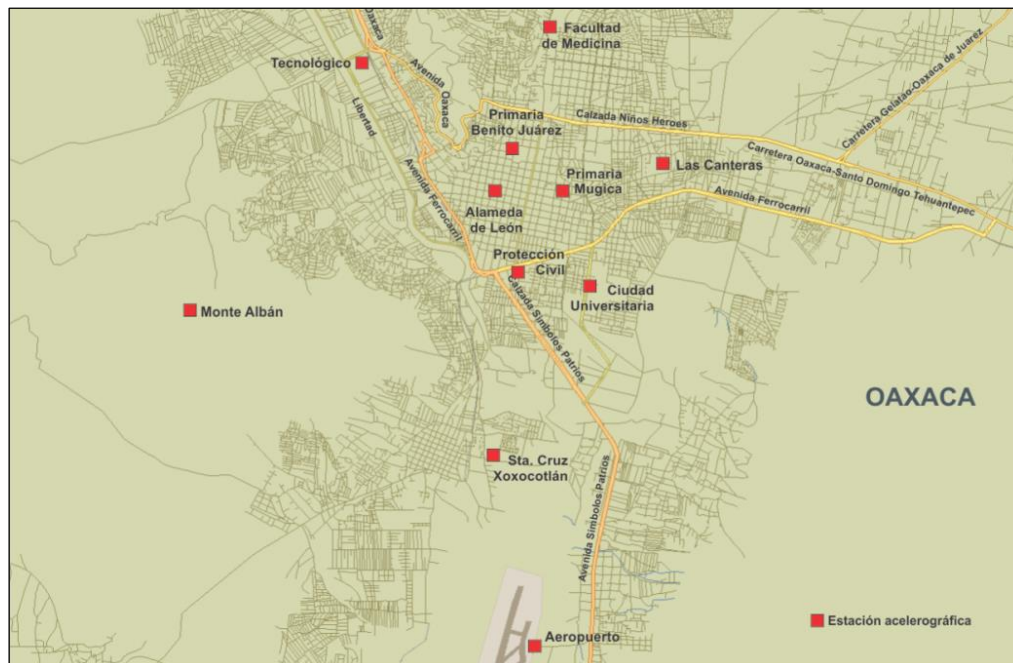 Oaxaca
Facultad
de Medicina
Tecnológico
Avenida
Oaxaca
Libertad
Primaria
Benito Juárez
Calzada Niños Heroes
Carretera Gelatao-Oaxaca de Juárez
Carretera Oaxaca-Santo Domingo Tehuantepec
Las Canteras
Primaria
Mugica
Avenida Ferrocarril
Avenida Ferrocarril
Alameda
de León
Protección
Civil
Ciudad
Universitaria
Monte Albán
Calzada Simbolos Patrios
OAXACA
Sta. Cruz
Xoxocotlán
Avenida Simbolos Patrios
Estación acelerográfica
Aeropuerto